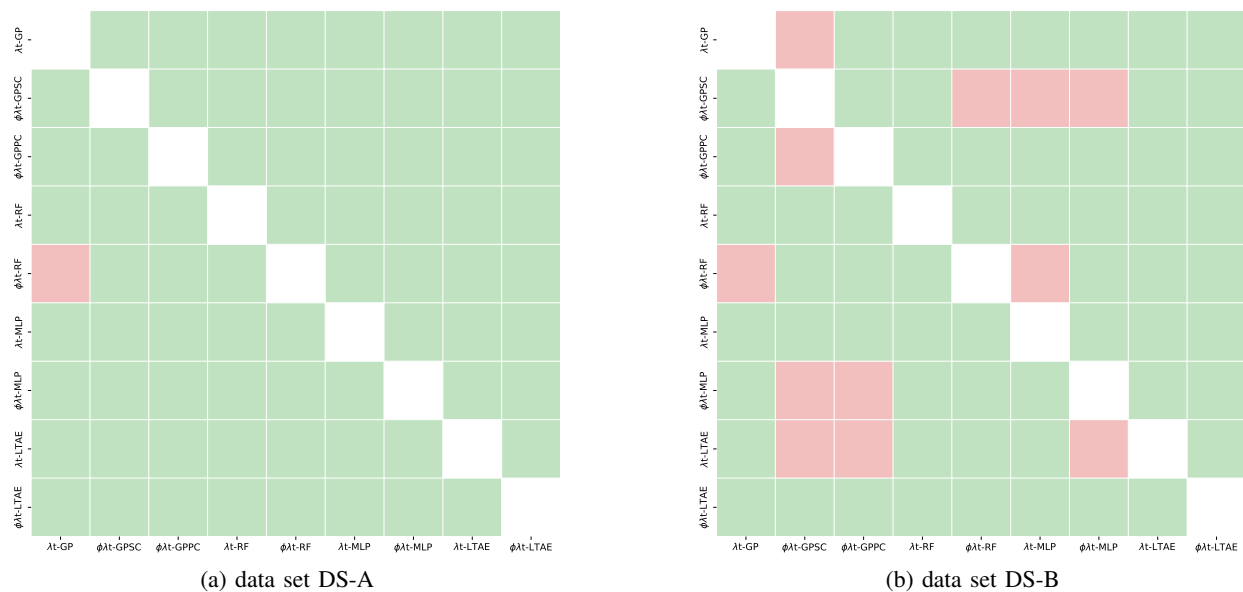 λt-GP
ϕλt-GPSC
ϕλt-GPPC
λt-RF
ϕλt-RF
λt-MLP
ϕλt-MLP
λt-LTAE
ϕλt-LTAE
λt-GP ϕλt-GPSC ϕλt-GPPC λt-RF ϕλt-RF λt-MLP ϕλt-MLP λt-LTAE ϕλt-LTAE
(a) data set DS-A
λt-GP
ϕλt-GPSC
ϕλt-GPPC
λt-RF
ϕλt-RF
λt-MLP
ϕλt-MLP
λt-LTAE
ϕλt-LTAE
λt-GP ϕλt-GPSC ϕλt-GPPC λt-RF ϕλt-RF λt-MLP ϕλt-MLP λt-LTAE ϕλt-LTAE
(b) data set DS-B